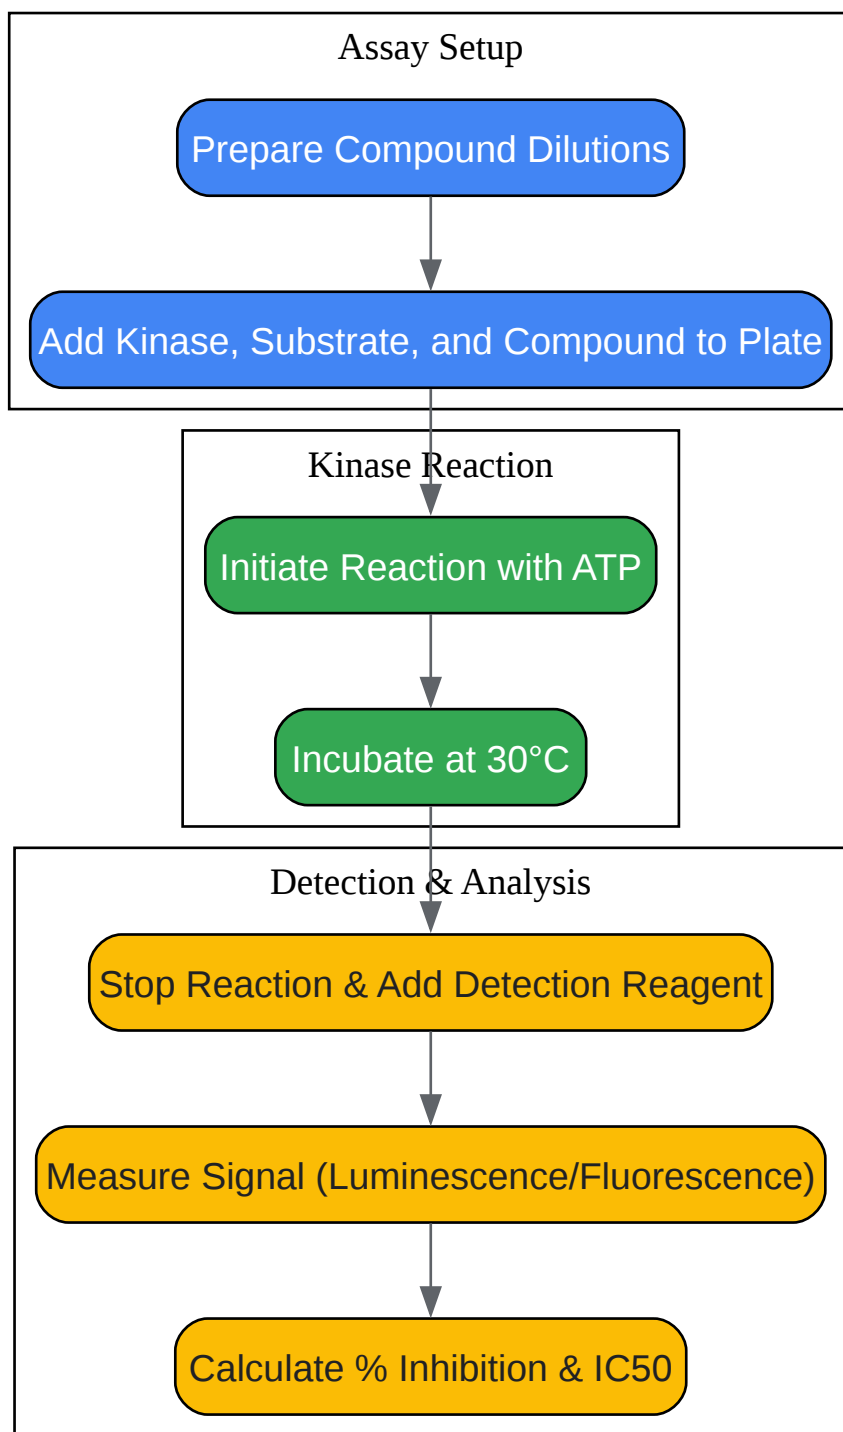 Assay Setup
Prepare Compound Dilutions
Add Kinase, Substrate, and Compound to Plate
Kinase Reaction
Initiate Reaction with ATP
Incubate at 30°C
Detection & Analysis
Stop Reaction & Add Detection Reagent
Measure Signal (Luminescence/Fluorescence)
Calculate % Inhibition & IC50